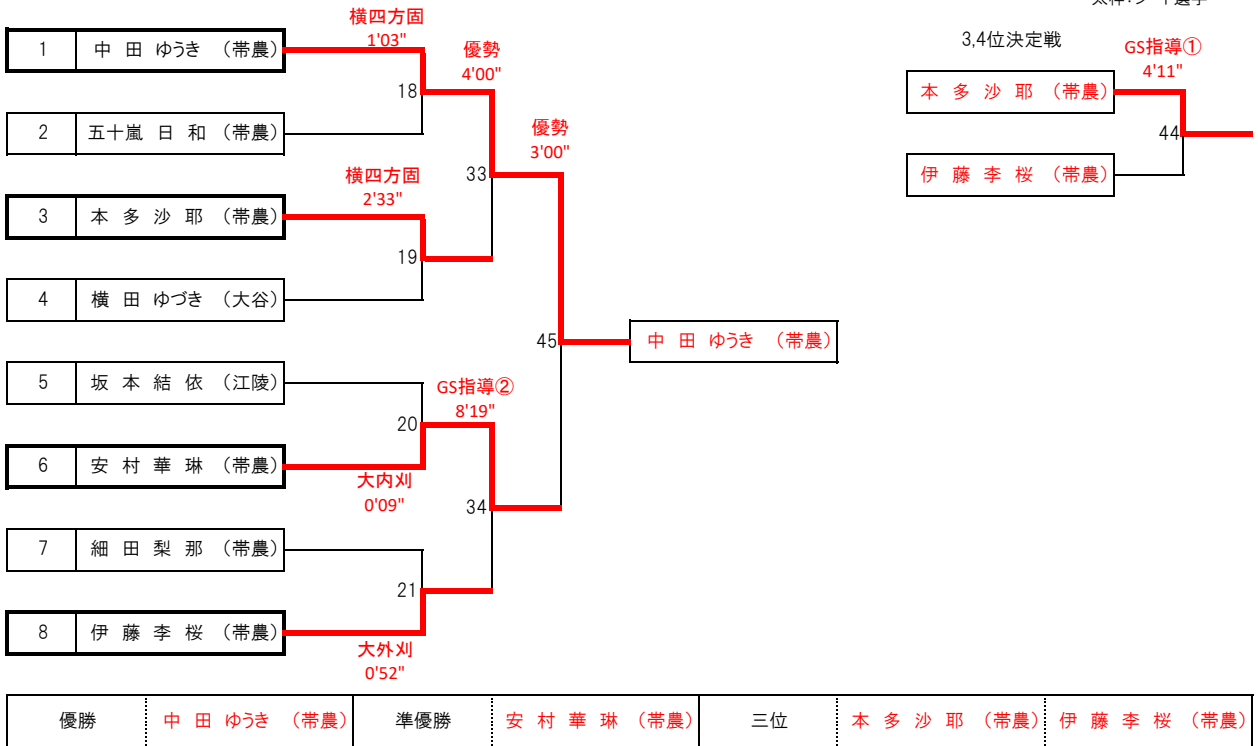 3,4位決定戦
横四方固
1'03"
1 中 田 ゆうき （帯農）
18
2 五十嵐 日 和 （帯農）
優勢
4'00"
33
横四方固
2'33"
3 本 多 沙 耶 （帯農）
19
4 横 田 ゆづき （大谷）
優勢
3'00"
45
中 田 ゆうき （帯農）
5 坂 本 結 依 （江陵）
20
6 安 村 華 琳 （帯農）
大内刈
0'09"
GS指導②
8'19"
34
7 細 田 梨 那 （帯農）
21
8 伊 藤 李 桜 （帯農）
大外刈
0'52"
GS指導①
4'11"
本 多 沙 耶 （帯農）
44
伊 藤 李 桜 （帯農）
優勝 中 田 ゆうき （帯農） 準優勝 安 村 華 琳 （帯農） 三位 本 多 沙 耶 （帯農） 伊 藤 李 桜 （帯農）